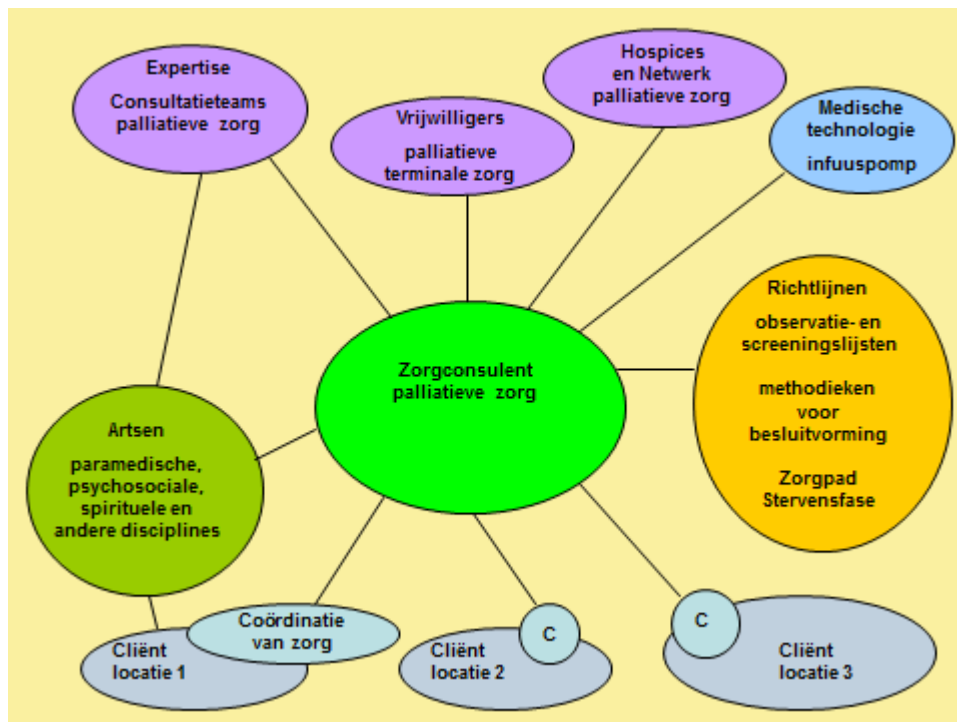 Expertise
Consultatieteams
palliatieve zorg
Vrijwilligers
palliatieve
terminale zorg
Hospices
en Netwerk
palliatieve zorg
Medische
technologie
infuuspomp
Zorgconsulent
palliatieve zorg
Richtlijnen
observatie- en
screeningslijsten
methodieken
voor
besluitvorming
Zorgpad
Stervensfase
Artsen
paramedische,
psychosociale,
spirituele en
andere disciplines
Coördinatie
van zorg
Cliënt
locatie 1
C
Cliënt
locatie 2
C
Cliënt
locatie 3